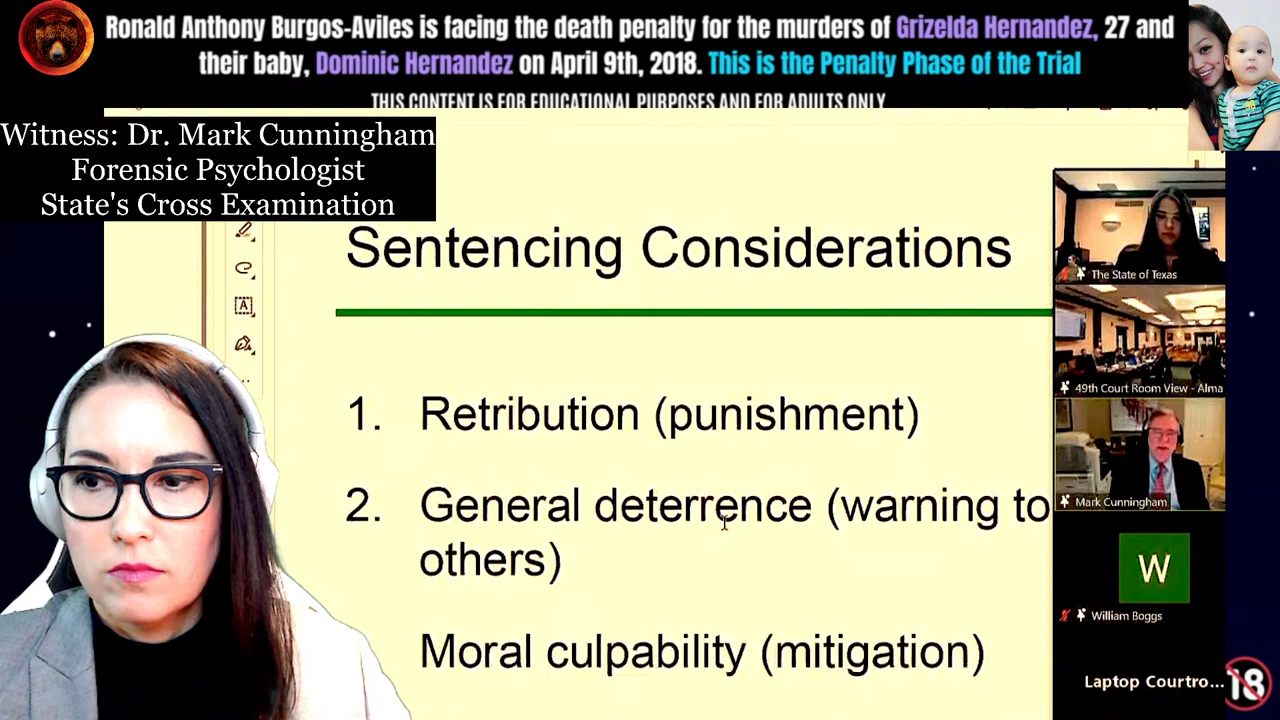 Ronald Anthony Burgos-Aviles is facing the death penalty for the murders of Grizelda Hernandez, 27 and
their baby, Dominic Hernandez on April 9th, 2018. This is the Penalty Phase of the Trial
THIS CONTENT IS FOR EDUCATIONAL PURPOSES AND FOR ADULTS ONLY
Witness: Dr. Mark Cunningham
Forensic Psychologist
State's Cross Examination
Sentencing Considerations
1. Retribution (punishment)
2. General deterrence (warning to
others)
Moral culpability (mitigation)
The State of Texas
49th Court Room View - Alma
Mark Cunningham
W
William Boggs
Laptop Courtro...
18